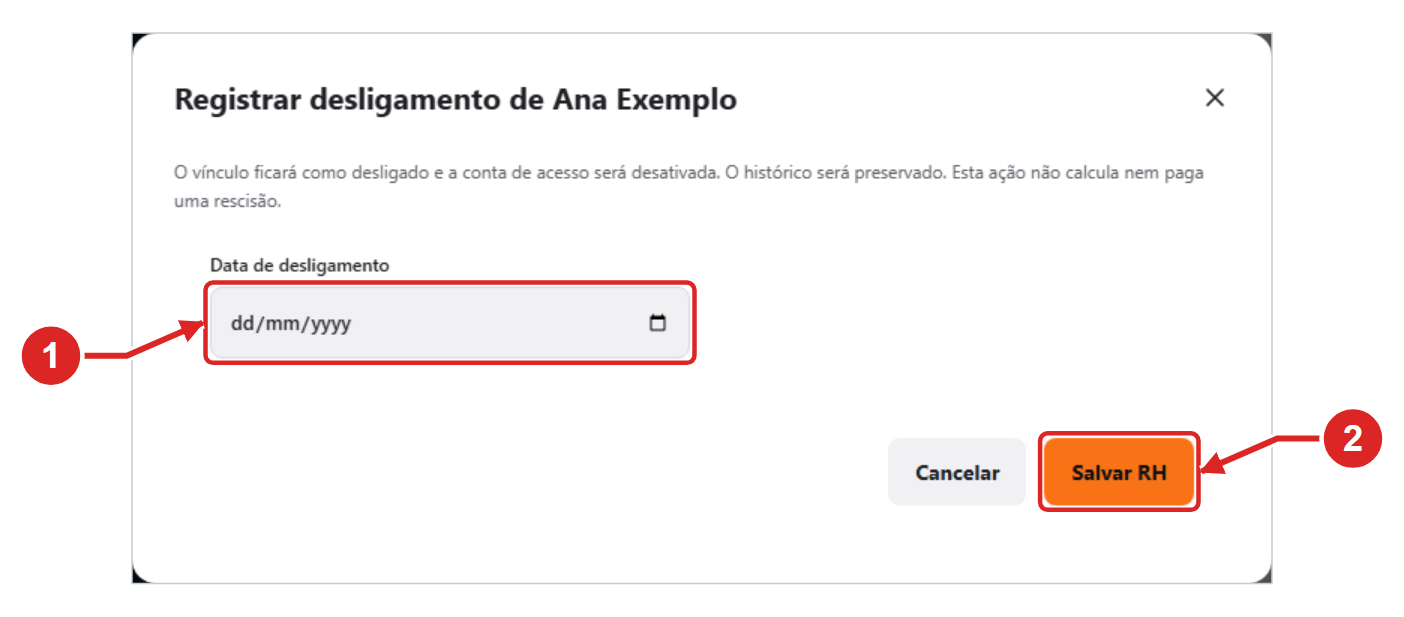 Registrar desligamento de Ana Exemplo
O vínculo ficará como desligado e a conta de acesso será desativada. O histórico será preservado. Esta ação não calcula nem paga
uma rescisão.
Data de desligamento
dd/mm/yyyy
1
Cancelar
Salvar RH
2